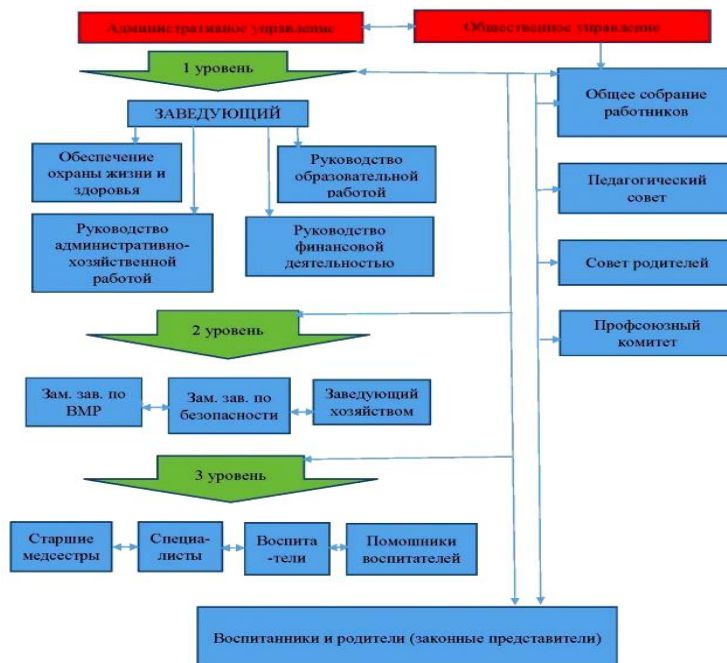 Административное управление
Общественное управление
1 уровень
Общее собрание
работников
ЗАВЕДУЮЩИЙ
Обеспечение
охраны жизни и
здоровья
Руководство
образовательной
работой
Педагогический
совет
Руководство
административно-
хозяйственной
работой
Руководство
финансовой
деятельностью
Совет родителей
2 уровень
Профсоюзный
комитет
Зам. зав. по
ВМР
Зам. зав. по
безопасности
Заведующий
хозяйством
3 уровень
Старшие
медсестры
Специа-
листы
Воспита
-тели
Помошники
воспитателей
Воспитанники и родители (законные представители)